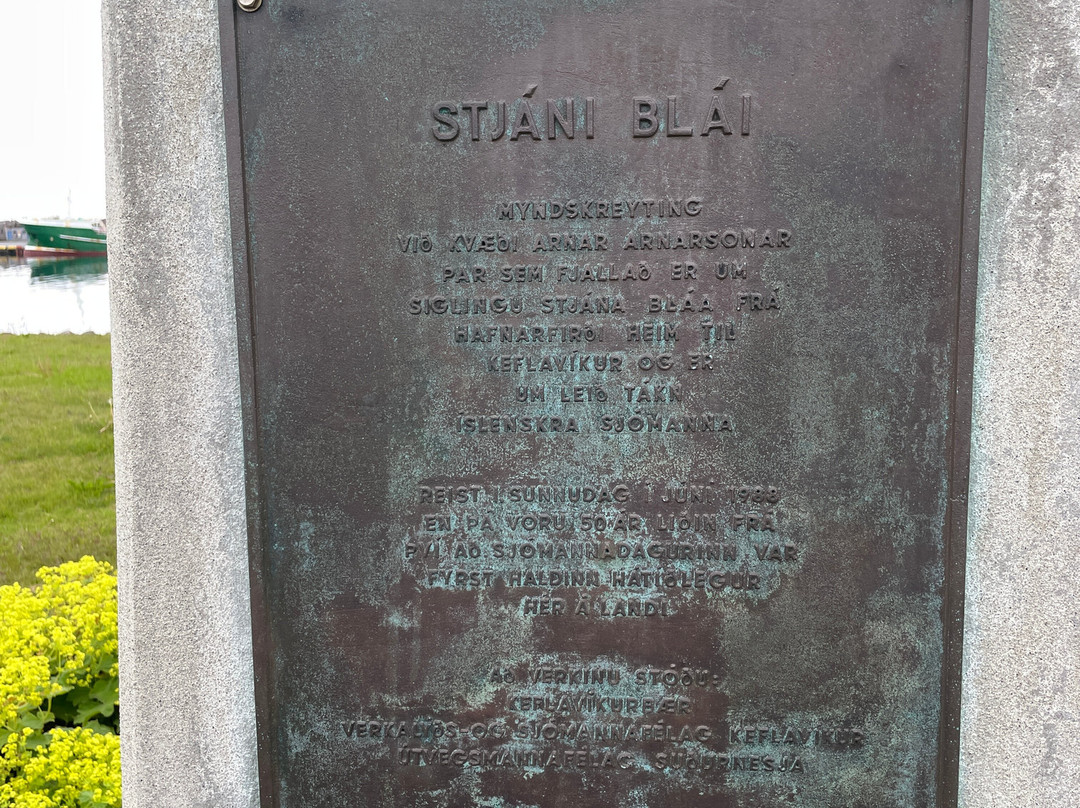 STJÁNI BLÁI
MYNDSKREYTING
VIÐ KVÆÐI ARNAR ARNARSONAR
ÞAR SEM FJALLAÐ ER UM
SIGLINGU STJÁNA BLÁA FRÁ
HAFNARFIRÐI HEIM TIL
KEFLAVÍKUR OG ER
UM LEIÐ TÁKN
ÍSLENSKRA SJÓMANNA
REIST Í SUNNUDAG Í JÚNÍ 1988
EN ÞÁ VORU 50 ÁR LIÐIN FRÁ
ÞVÍ AÐ SJÓMANNADAGURINN VAR
FYRST HALDINN HÁTÍÐLEGUR
HÉR Á LANDI
AÐ VERKINU STÓÐU:
KEFLAVÍKURBÆR
VERKALÝÐS-OG SJÓMANNAFÉLAG KEFLAVÍKUR
ÚTVEGSMANNAFÉLAG SUÐURNESJA